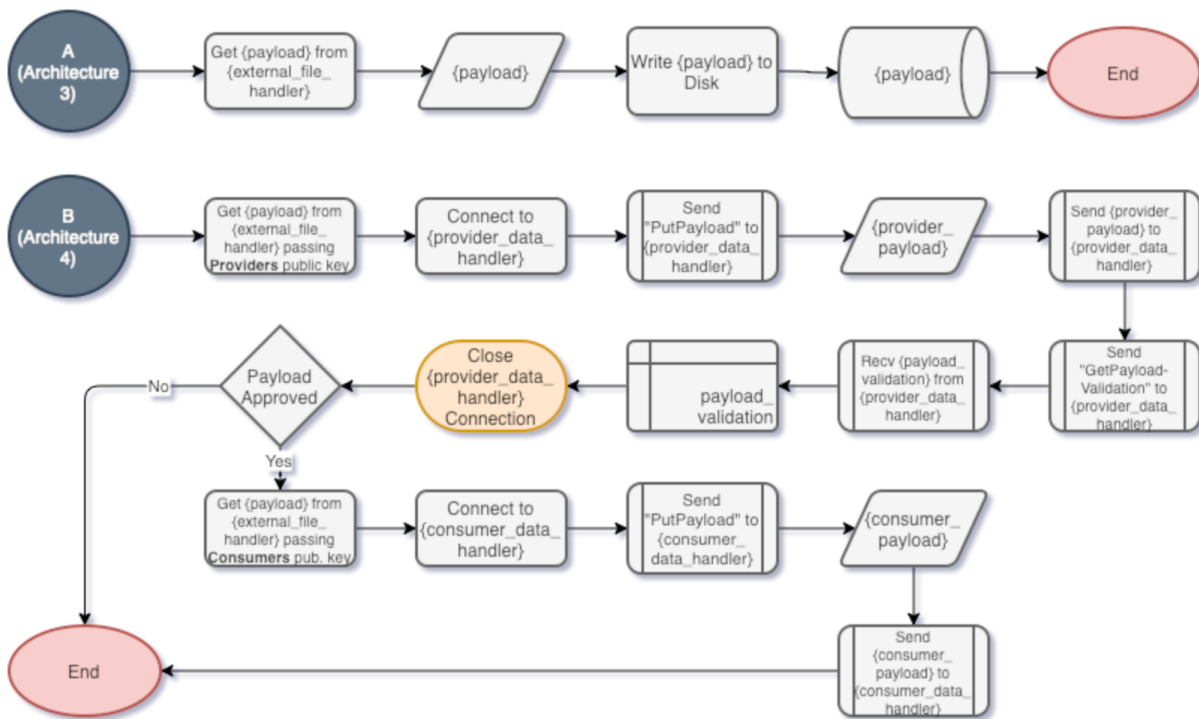 A
(Architecture
3)
Get {payload} from
{external_file_
handler}
{payload}
Write {payload} to
Disk
{payload}
End
B
(Architecture
4)
Get {payload} from
{external_file_
handler} passing
Providers public key
Connect to
{provider_data_
handler}
Send
"PutPayload" to
{provider_data_
handler}
{provider_
payload}
Send {provider_
payload} to
{provider_data_
handler}
No
Payload
Approved
Close
{provider_data_
handler}
Connection
payload_
validation
Recv {payload_
validation} from
{provider_data_
handler}
Send
"GetPayload-
Validation" to
{provider_data_
handler}
Yes
Get {payload} from
{external_file_
handler} passing
Consumers pub. key
Connect to
{consumer_data_
handler}
Send
"PutPayload" to
{consumer_
data_handler}
{consumer_
payload}
End
Send
{consumer_
payload} to
{consumer_data_
handler}